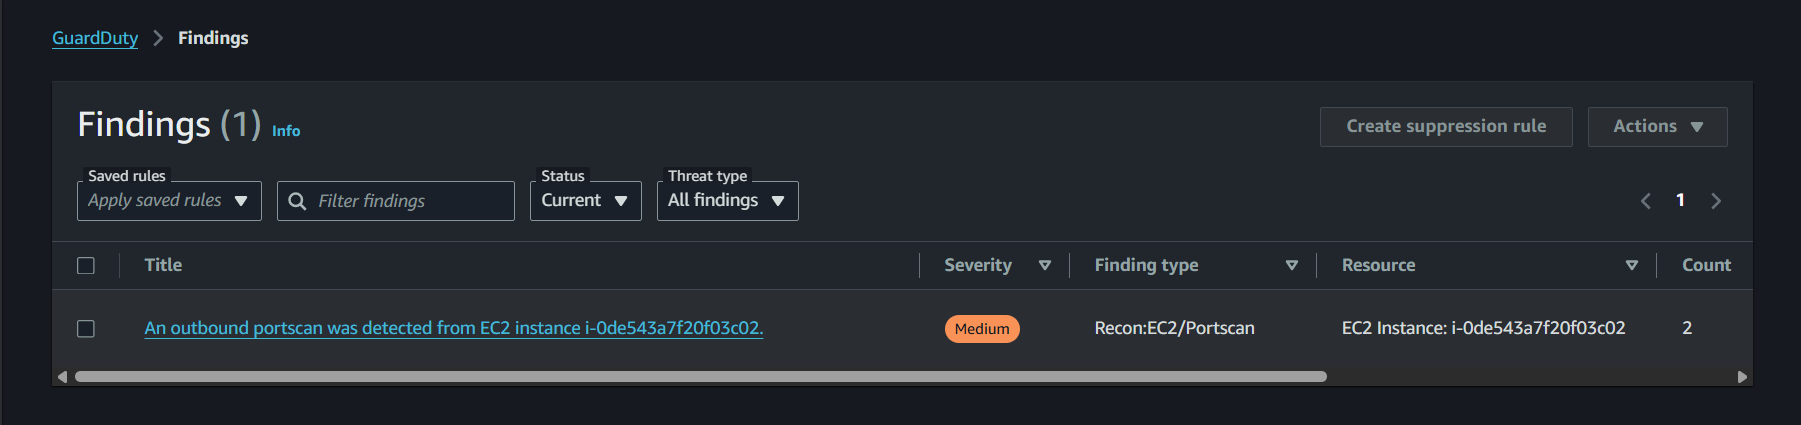 GuardDuty > Findings
Findings (1) Info
Create suppression rule
Actions
Saved rules
Apply saved rules
Filter findings
Status
Current
Threat type
All findings
1
Title Severity Finding type Resource Count
An outbound portscan was detected from EC2 instance i-0de543a7f20f03c02. Medium Recon:EC2/Portscan EC2 Instance: i-0de543a7f20f03c02 2